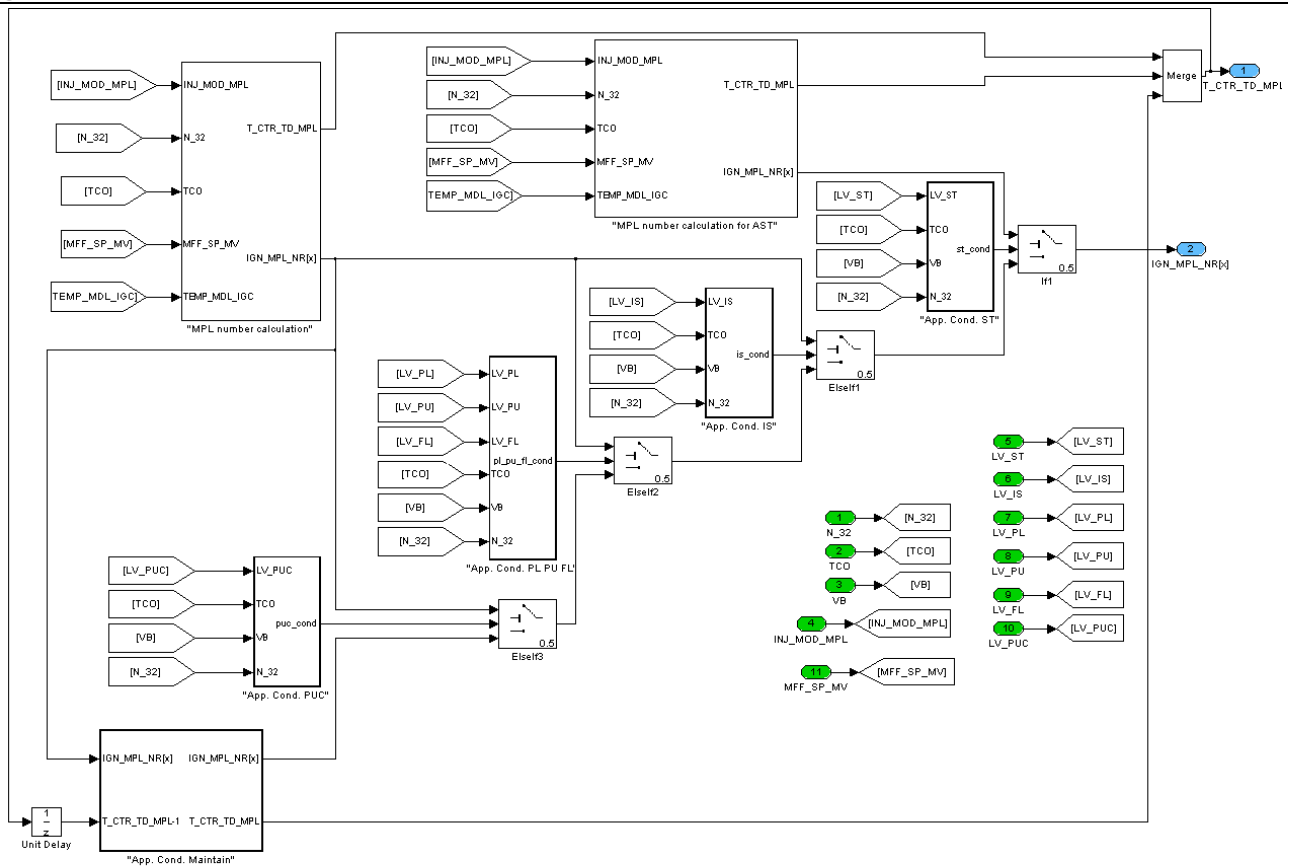 [INJ_MOD_MPL]
[N_32]
[TCO]
[MFF_SP_MV]
TEMP_MDL_IGC]
INJ_MOD_MPL
N_32
TCO
MFF_SP_MV
TEMP_MDL_IGC
T_CTR_TD_MPL
IGN_MPL_NR[x]
"MPL number calculation"
[INJ_MOD_MPL]
[N_32]
[TCO]
[MFF_SP_MV]
TEMP_MDL_IGC]
INJ_MOD_MPL
N_32
TCO
MFF_SP_MV
TEMP_MDL_IGC
T_CTR_TD_MPL
IGN_MPL_NR[x]
"MPL number calculation for AST"
Merge
1
T_CTR_TD_MPL
[LV_ST]
[TCO]
[VB]
[N_32]
LV_ST
TCO
VB
N_32
st_cond
"App. Cond. ST"
0.5
If1
2
IGN_MPL_NR[x]
[LV_IS]
[TCO]
[VB]
[N_32]
LV_IS
TCO
VB
N_32
is_cond
"App. Cond. IS"
0.5
ElseIf1
[LV_PL]
[LV_PU]
[LV_FL]
[TCO]
[VB]
[N_32]
LV_PL
LV_PU
LV_FL
TCO
VB
N_32
pl_pu_fl_cond
"App. Cond. PL PU FL"
0.5
ElseIf2
[LV_PUC]
[TCO]
[VB]
[N_32]
LV_PUC
TCO
VB
N_32
puc_cond
"App. Cond. PUC"
0.5
ElseIf3
1
N_32
[N_32]
2
TCO
[TCO]
3
VB
[VB]
4
INJ_MOD_MPL
[INJ_MOD_MPL]
11
MFF_SP_MV
[MFF_SP_MV]
5
LV_ST
[LV_ST]
6
LV_IS
[LV_IS]
7
LV_PL
[LV_PL]
8
LV_PU
[LV_PU]
9
LV_FL
[LV_FL]
10
LV_PUC
[LV_PUC]
1
z
Unit Delay
IGN_MPL_NR[x]
T_CTR_TD_MPL-1
IGN_MPL_NR[x]
T_CTR_TD_MPL
"App. Cond. Maintain"